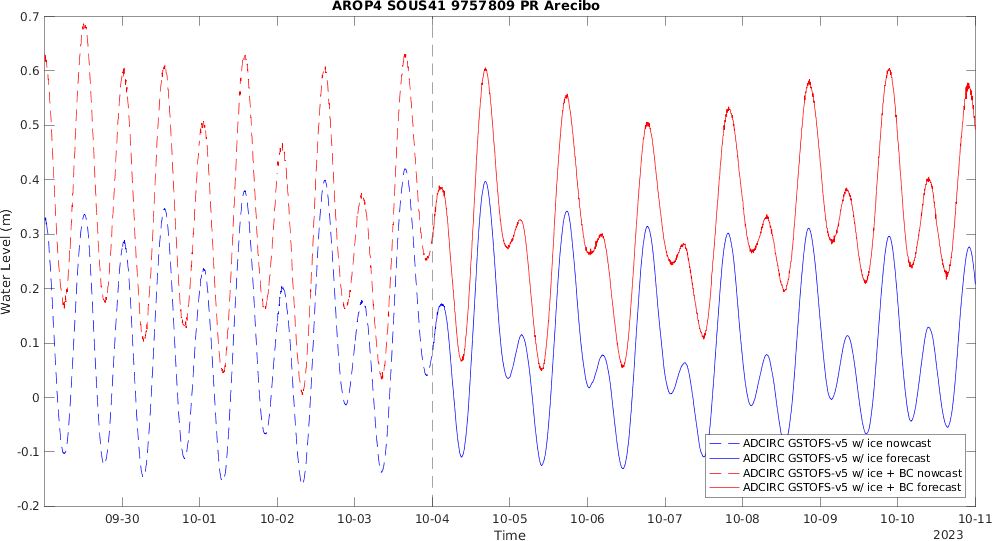 AROP4 SOUS41 9757809 PR Arecibo
0.7
0.6
0.5
0.4
0.3
0.2
0.1
0
-0.1
-0.2
Water Level (m)
ADCIRC GSTOFS-v5 w/ ice nowcast
ADCIRC GSTOFS-v5 w/ ice forecast
ADCIRC GSTOFS-v5 w/ ice + BC nowcast
ADCIRC GSTOFS-v5 w/ ice + BC forecast
09-30 10-01 10-02 10-03 10-04 10-05 10-06 10-07 10-08 10-09 10-10 10-11
Time
2023